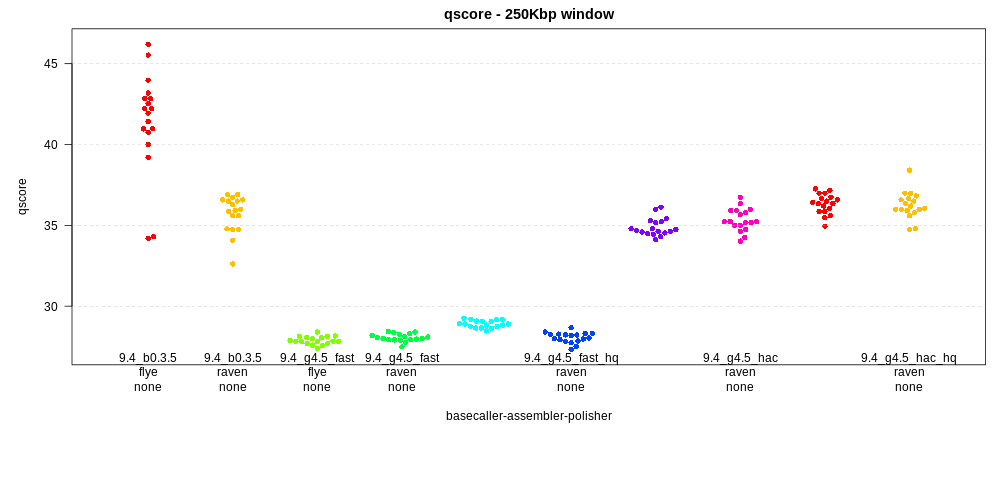 qscore - 250Kbp window
45
40
35
30
qscore
9.4_b0.3.5 9.4_b0.3.5 9.4_g4.5_fast 9.4_g4.5_fast 9.4_g4.5_fast_hq 9.4_g4.5_hac 9.4_g4.5_hac_hq
flye raven flye raven raven raven raven
none none none none none none none
basecaller-assembler-polisher